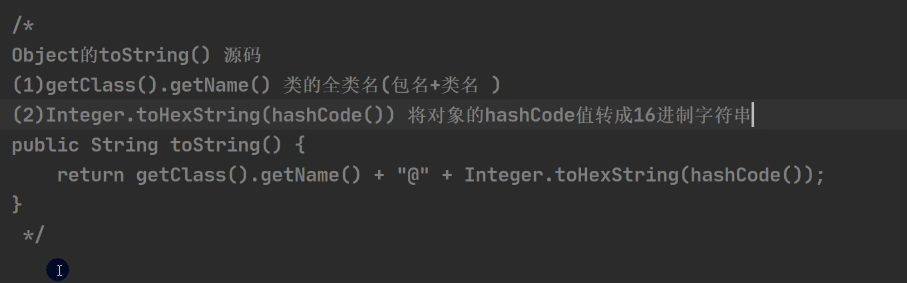 /*
Object的toString() 源码
(1)getClass().getName() 类的全类名(包名+类名 )
(2)Integer.toHexString(hashCode()) 将对象的hashCode值转成16进制字符串
public String toString() {
    return getClass().getName() + "@" + Integer.toHexString(hashCode());
}
 */